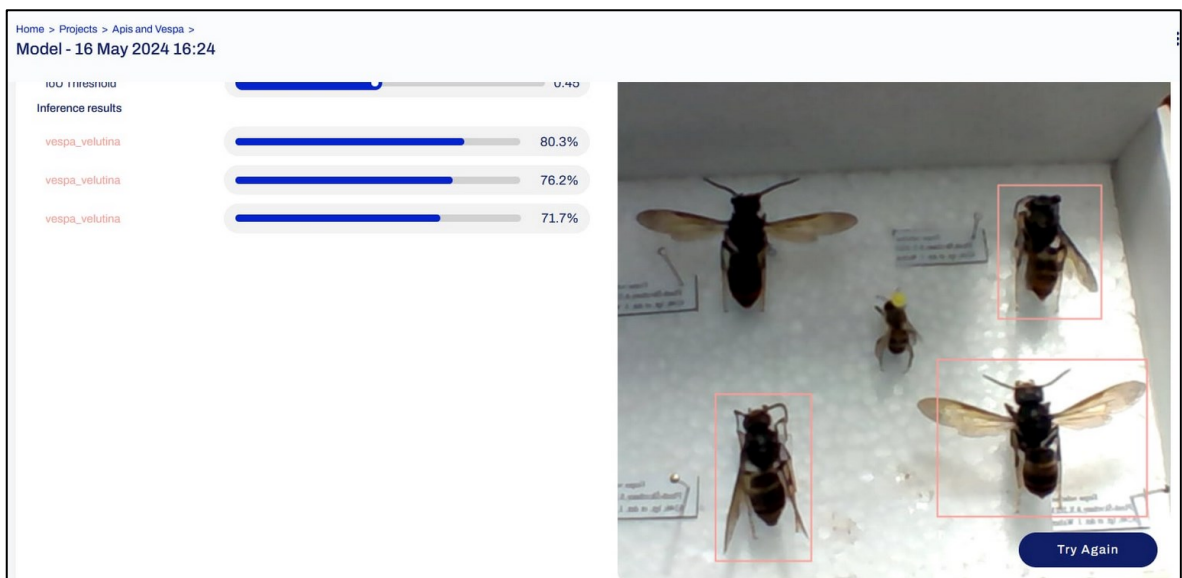 Home > Projects > Apis and Vespa >
Model - 16 May 2024 16:24
IoU Threshold 0.45
Inference results
vespa_velutina 80.3%
vespa_velutina 76.2%
vespa_velutina 71.7%
Try Again